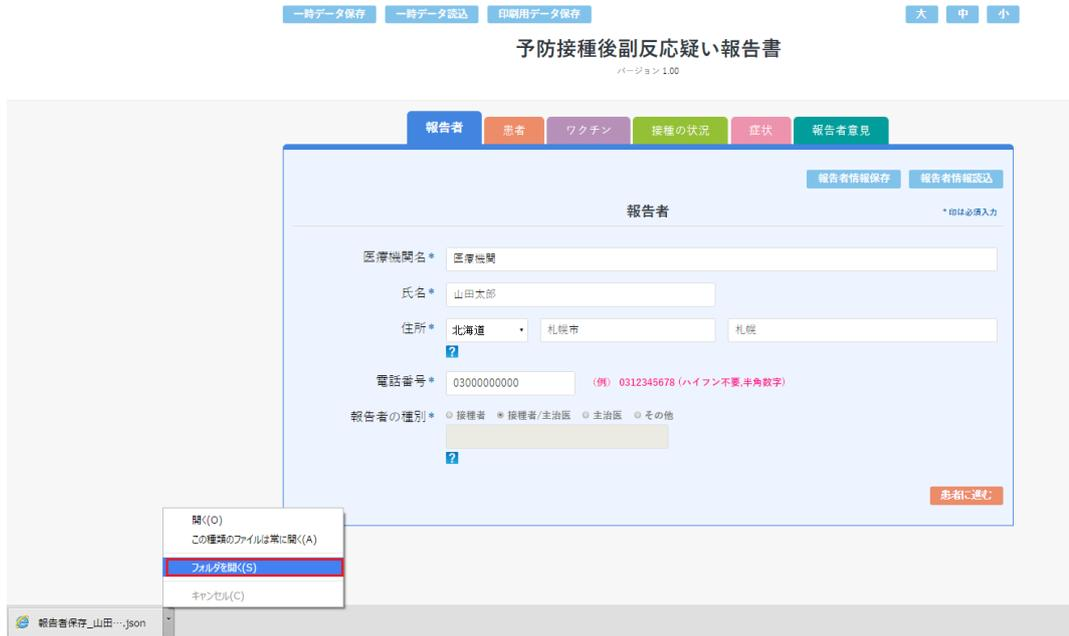 一時データ保存 一時データ読込 印刷用データ保存 大 中 小
予防接種後副反応疑い報告書
バージョン 1.00
報告者 患者 ワクチン 接種の状況 症状 報告者意見
報告者情報保存 報告者情報読込
報告者 *印は必須入力
医療機関名* 医療機関
氏名* 山田太郎
住所* 北海道 札幌市 札幌
?
電話番号* 03000000000 (例) 0312345678 (ハイフン不要,半角数字)
報告者の種別* 接種者 接種者/主治医 主治医 その他
?
患者に進む
開く(O)
この種類のファイルは常に開く(A)
フォルダを開く(S)
キャンセル(C)
報告者保存_山田….json